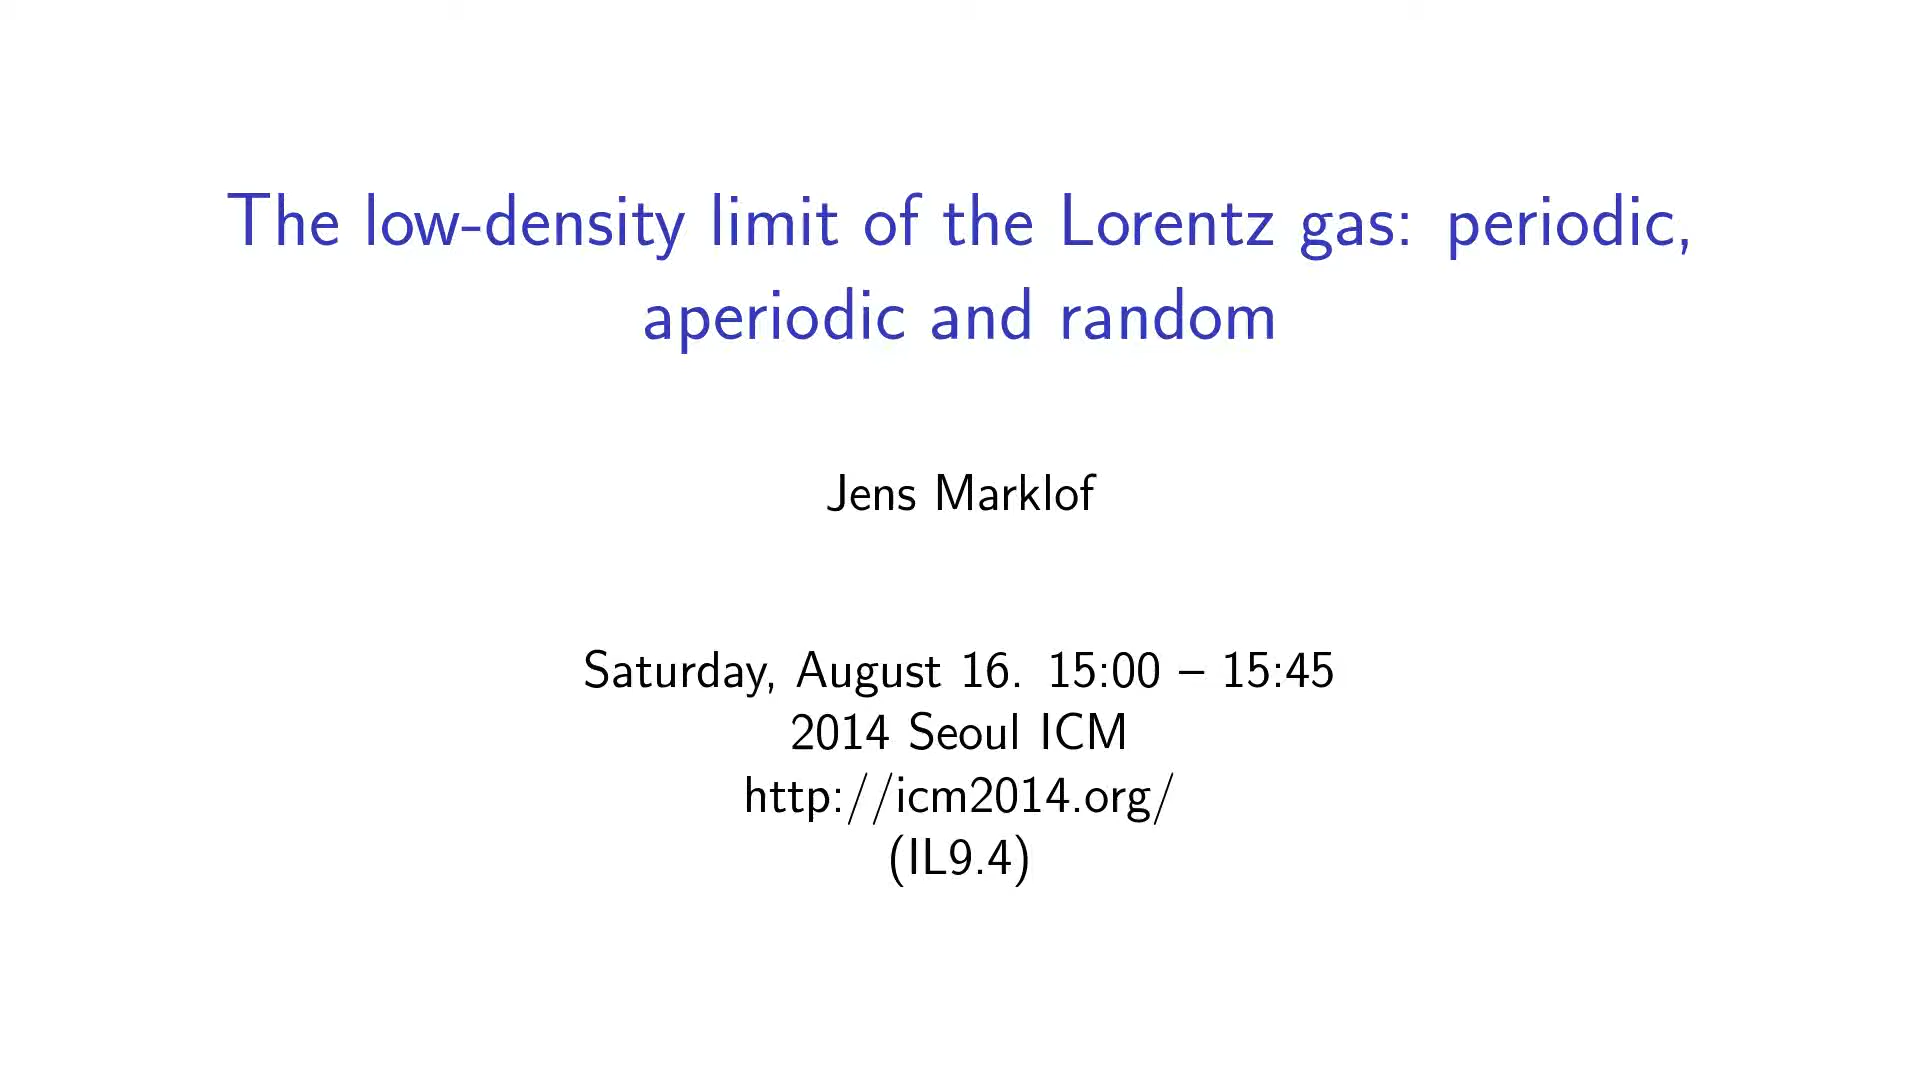 The low-density limit of the Lorentz gas: periodic,
aperiodic and random
Jens Marklof
Saturday, August 16. 15:00 – 15:45
2014 Seoul ICM
http://icm2014.org/
(IL9.4)